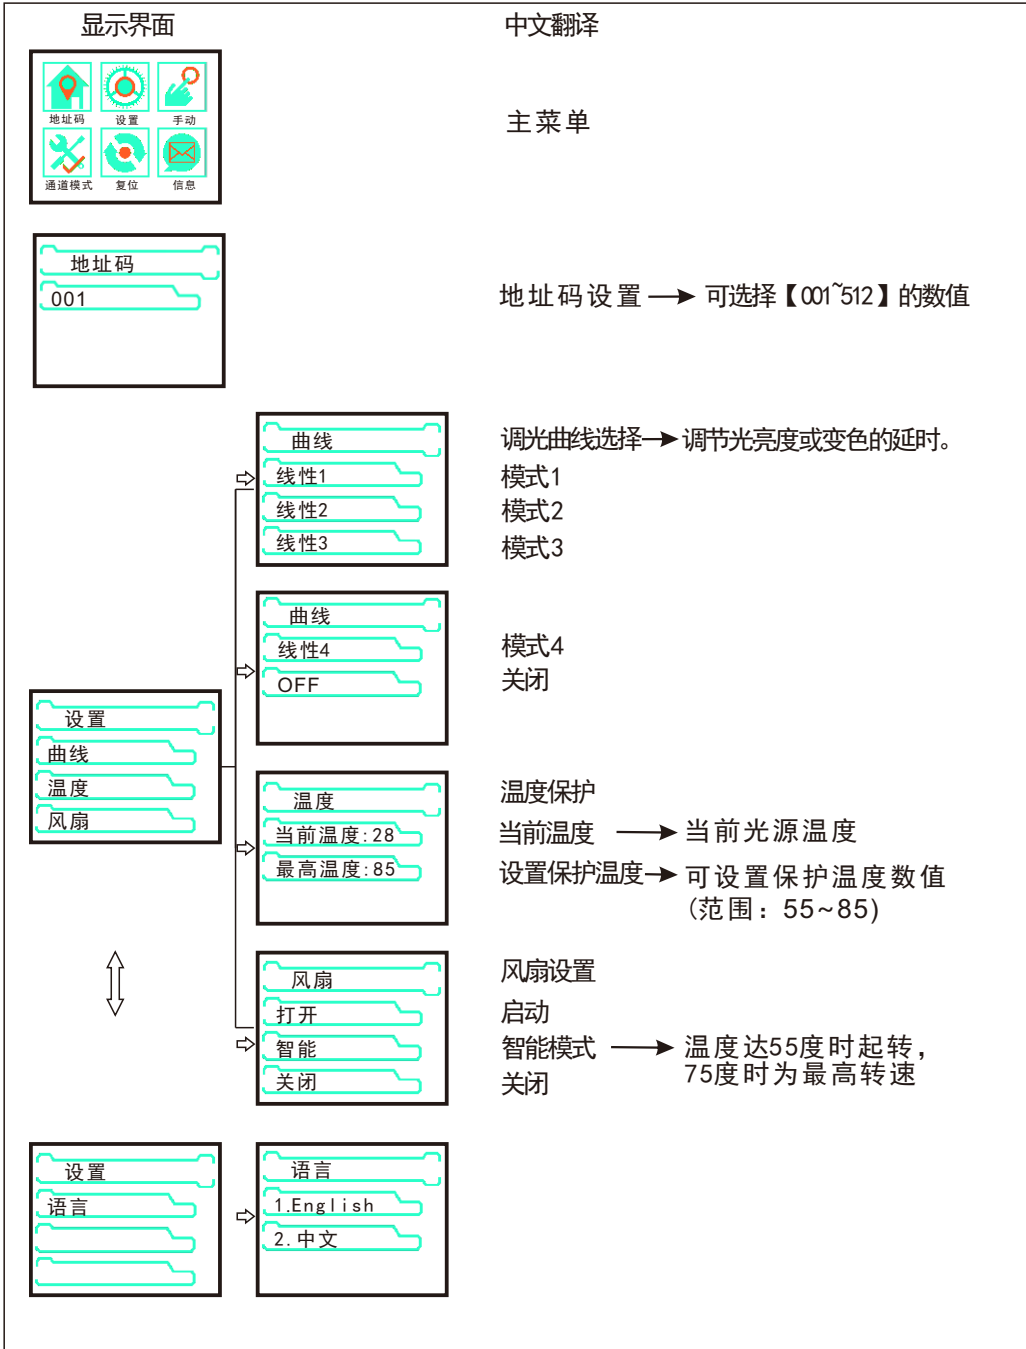 显示界面 中文翻译
地址码 设置 手动
主菜单
通道模式 复位 信息
地址码
001
地址码设置 可选择【001~512】的数值
曲线
线性1
线性2
线性3
调光曲线选择 调节光亮度或变色的延时。
模式1
模式2
模式3
曲线
线性4
OFF
模式4
关闭
设置
曲线
温度
风扇
温度
当前温度:28
最高温度:85
温度保护
当前温度 当前光源温度
设置保护温度 可设置保护温度数值
(范围：55~85)
风扇
打开
智能
关闭
风扇设置
启动
智能模式 温度达55度时起转，
75度时为最高转速
关闭
设置
语言
语言
1.English
2.中文